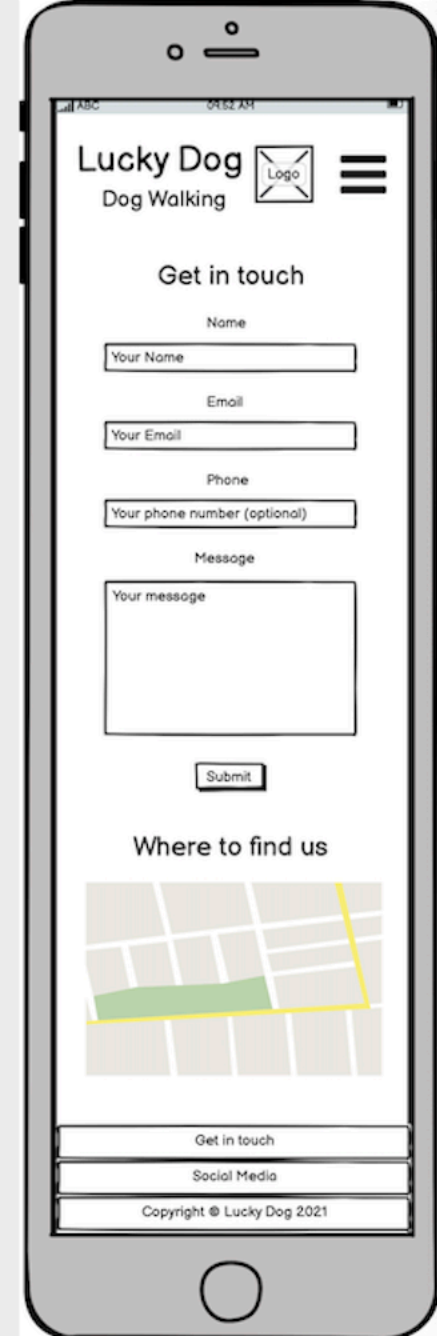 ABC 09:52 AM
Lucky Dog
Logo
Dog Walking
Get in touch
Name
Your Name
Email
Your Email
Phone
Your phone number (optional)
Message
Your message
Submit
Where to find us
Get in touch
Social Media
Copyright © Lucky Dog 2021